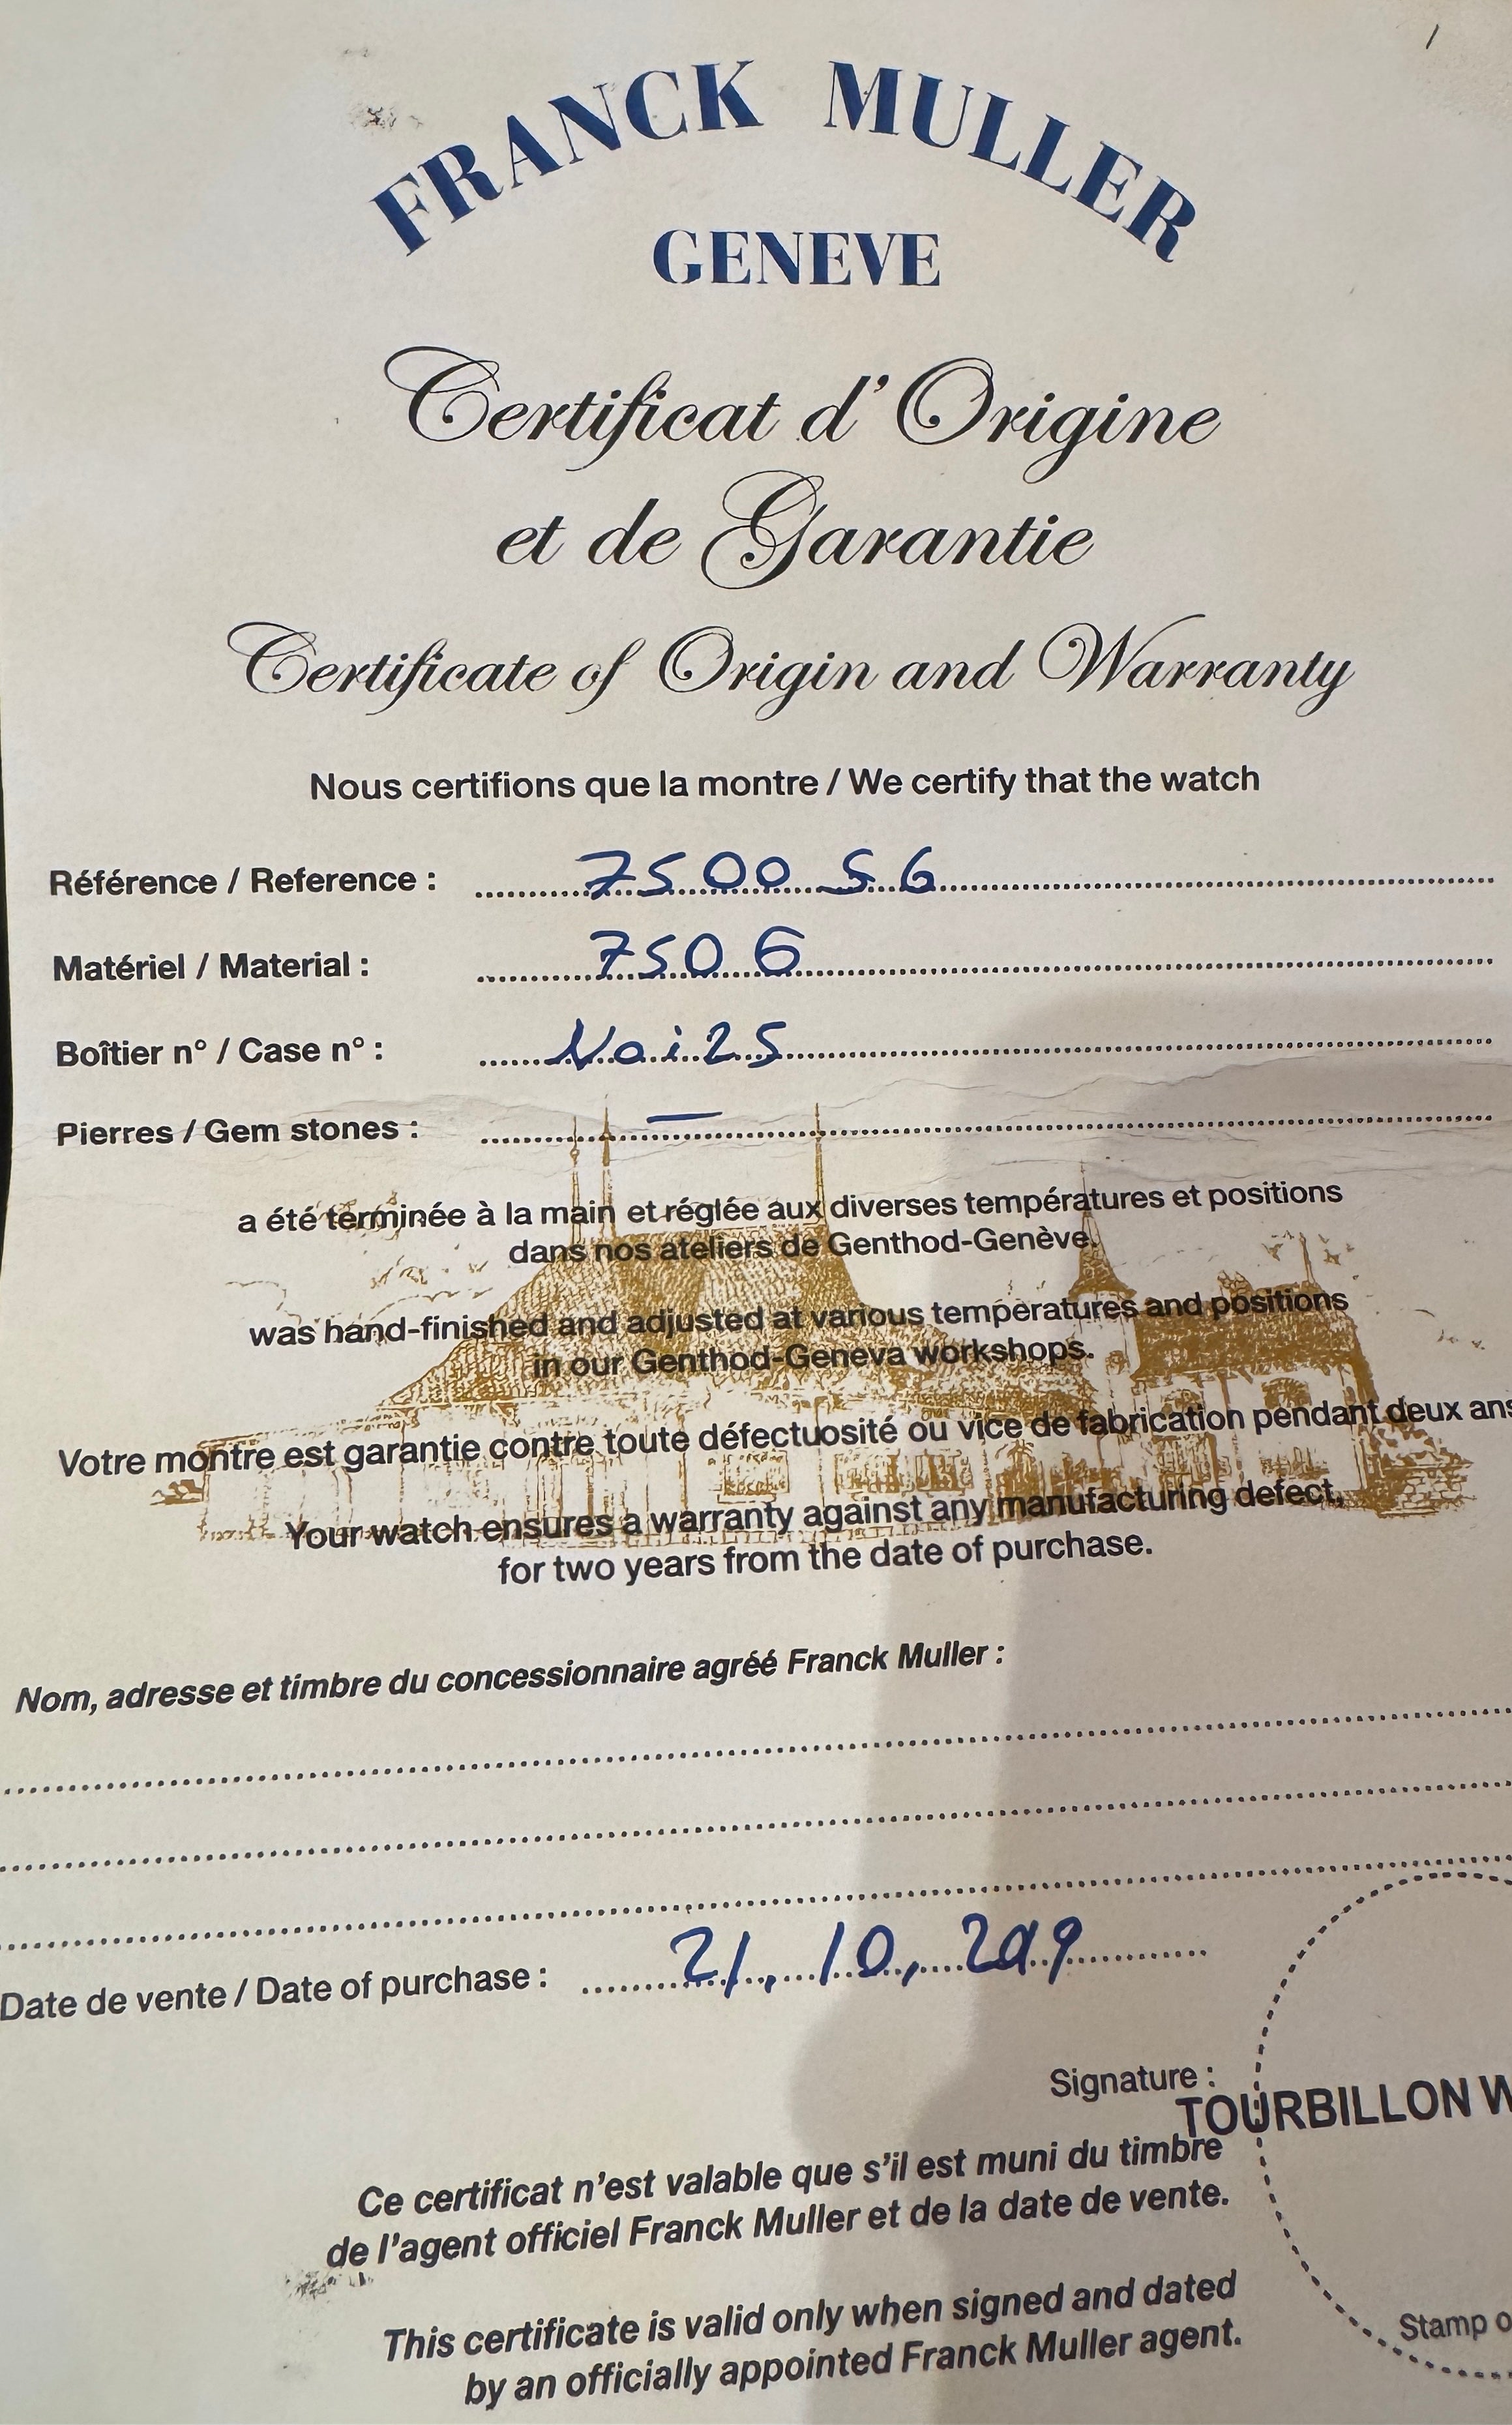 FRANCK MULLER
GENEVE
Certificat d'Origine
et de Garantie
Certificate of Origin and Warranty
Nous certifions que la montre / We certify that the watch
Référence / Reference : 7500 S6
Matériel / Material : 750 G
Boîtier n° / Case n° : No i 25
Pierres / Gem stones : —
a été terminée à la main et réglée aux diverses températures et positions
dans nos ateliers de Genthod-Genève.
was hand-finished and adjusted at various temperatures and positions
in our Genthod-Geneva workshops.
Votre montre est garantie contre toute défectuosité ou vice de fabrication pendant deux ans
Your watch ensures a warranty against any manufacturing defect,
for two years from the date of purchase.
Nom, adresse et timbre du concessionnaire agréé Franck Muller :
Date de vente / Date of purchase : 21, 10, 2019
Signature :
TOURBILLON W
Ce certificat n'est valable que s'il est muni du timbre
de l'agent officiel Franck Muller et de la date de vente.
This certificate is valid only when signed and dated
by an officially appointed Franck Muller agent.
Stamp o